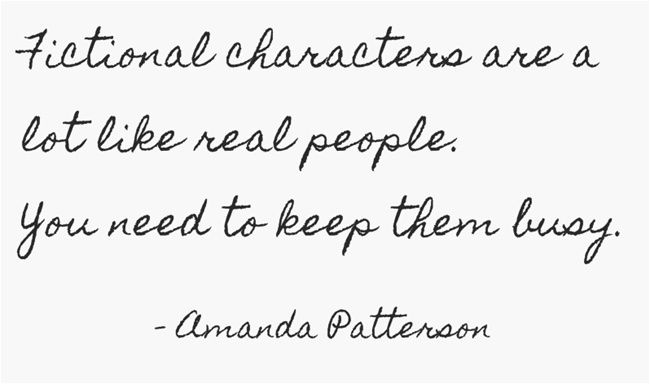 Fictional characters are a
lot like real people.
You need to keep them busy.
- Amanda Patterson